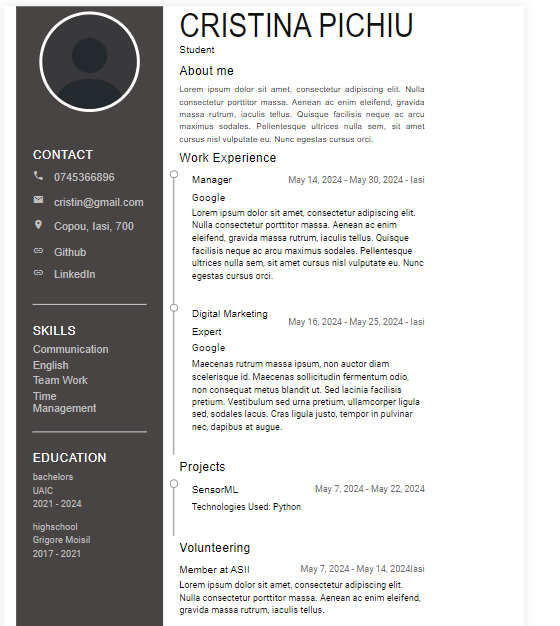 CRISTINA PICHIU
Student
About me
Lorem ipsum dolor sit amet, consectetur adipiscing elit. Nulla
consectetur porttitor massa. Aenean ac enim eleifend, gravida
massa rutrum, iaculis tellus. Quisque facilisis neque ac arcu
maximus sodales. Pellentesque ultrices nulla sem, sit amet
cursus nisl vulputate eu. Nunc egestas cursus orci.
CONTACT
0745366896
cristin@gmail.com
Copou, Iasi, 700
Github
LinkedIn
SKILLS
Communication
English
Team Work
Time
Management
EDUCATION
bachelors
UAIC
2021 - 2024
highschool
Grigore Moisil
2017 - 2021
Work Experience
Manager May 14, 2024 - May 30, 2024 - Iasi
Google
Lorem ipsum dolor sit amet, consectetur adipiscing elit.
Nulla consectetur porttitor massa. Aenean ac enim
eleifend, gravida massa rutrum, iaculis tellus. Quisque
facilisis neque ac arcu maximus sodales. Pellentesque
ultrices nulla sem, sit amet cursus nisl vulputate eu. Nunc
egestas cursus orci.
Digital Marketing
Expert May 16, 2024 - May 25, 2024 - Iasi
Google
Maecenas rutrum massa ipsum, non auctor diam
scelerisque id. Maecenas sollicitudin fermentum odio,
non consequat metus blandit ut. Sed lacinia facilisis
pretium. Vestibulum sed urna pretium, ullamcorper ligula
sed, sodales lacus. Cras ligula justo, tempor in pulvinar
nec, dapibus at augue.
Projects
SensorML May 7, 2024 - May 22, 2024
Technologies Used: Python
Volunteering
Member at ASII May 7, 2024 - May 14, 2024Iasi
Lorem ipsum dolor sit amet, consectetur adipiscing elit.
Nulla consectetur porttitor massa. Aenean ac enim eleifend,
gravida massa rutrum, iaculis tellus.